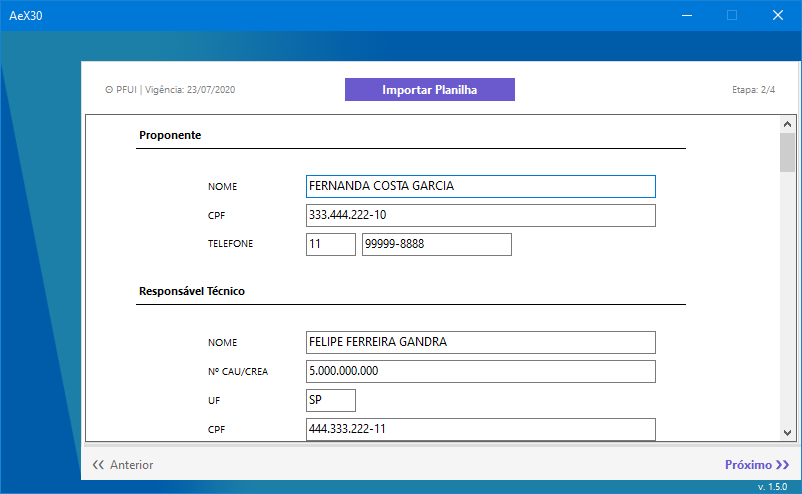 AeX30
PFUI | Vigência: 23/07/2020
Importar Planilha
Etapa: 2/4
Proponente
NOME FERNANDA COSTA GARCIA
CPF 333.444.222-10
TELEFONE 11 99999-8888
Responsável Técnico
NOME FELIPE FERREIRA GANDRA
Nº CAU/CREA 5.000.000.000
UF SP
CPF 444.333.222-11
Anterior
Próximo
v. 1.5.0